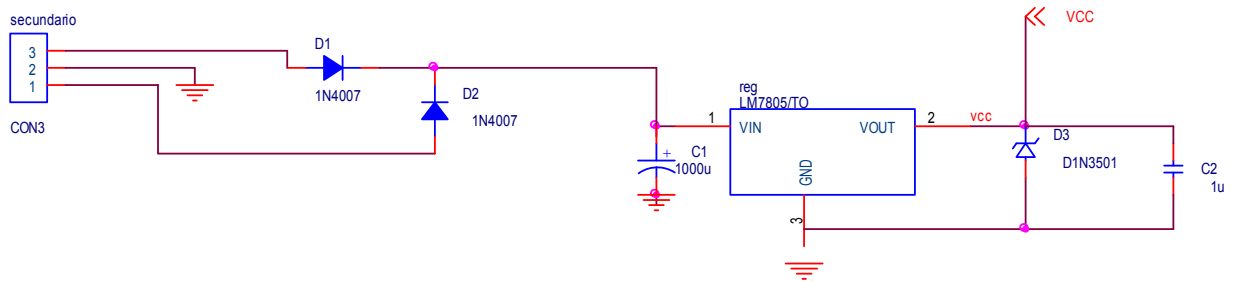 secundario
3
2
1
CON3
D1
1N4007
D2
1N4007
C1
1000u
+
reg
LM7805/TO
1
VIN
VOUT
2
GND
3
vcc
VCC
D3
D1N3501
C2
1u